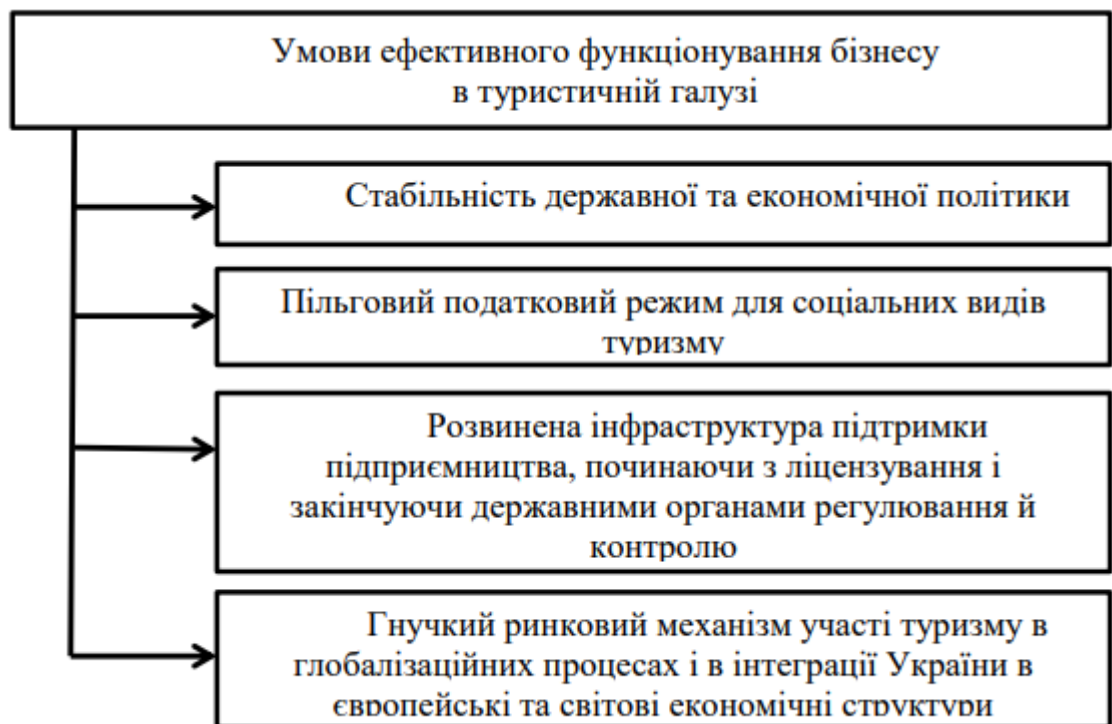 Умови ефективного функціонування бізнесу
в туристичній галузі
Стабільність державної та економічної політики
Пільговий податковий режим для соціальних видів
туризму
Розвинена інфраструктура підтримки
підприємництва, починаючи з ліцензування і
закінчуючи державними органами регулювання й
контролю
Гнучкий ринковий механізм участі туризму в
глобалізаційних процесах і в інтеграції України в
європейські та світові економічні структури